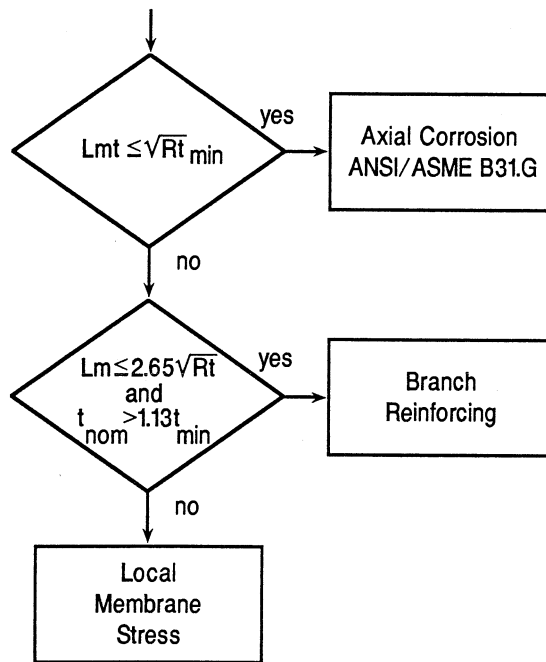 yes
Lmt ≤ √Rt min
Axial Corrosion
ANSI/ASME B31.G
no
Lm ≤ 2.65√Rt
and
t nom >1.13t min
yes
Branch
Reinforcing
no
Local
Membrane
Stress